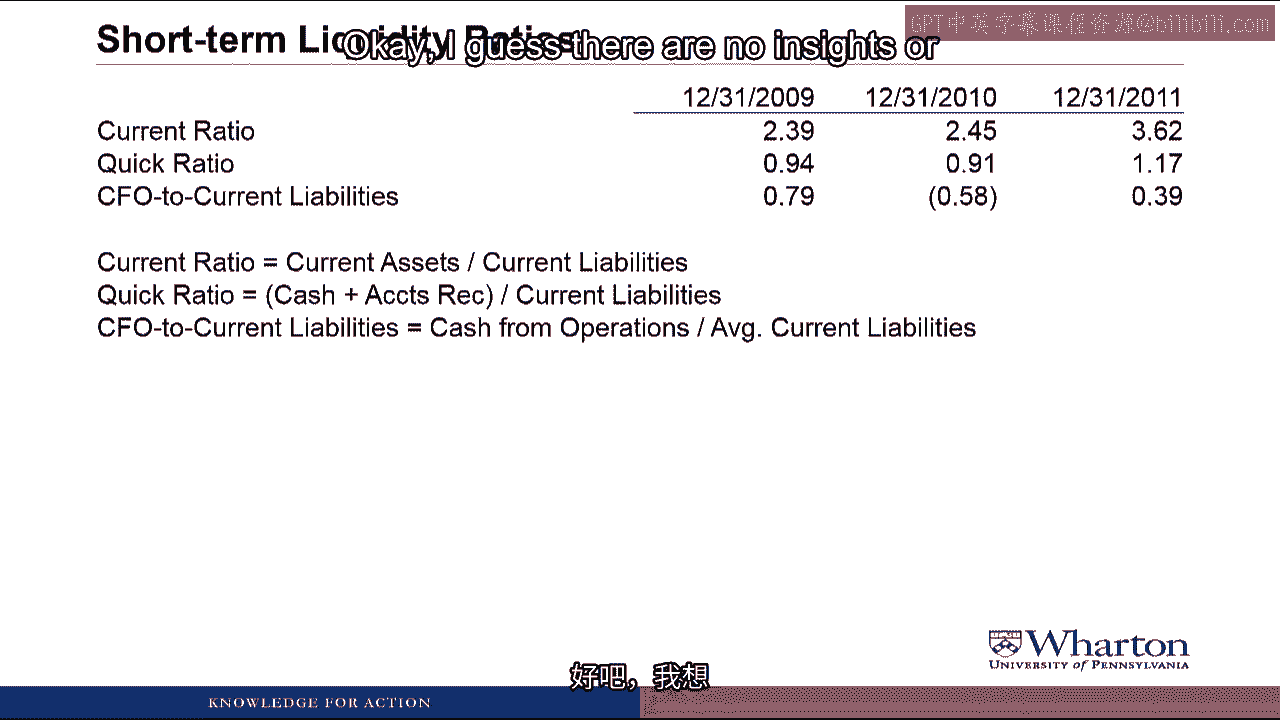 Short-term Liquidity Ratios
Okay, I guess there are no insights or
GPT中英字幕课程资源@bilibili.com
12/31/2009 12/31/2010 12/31/2011
Current Ratio 2.39 2.45 3.62
Quick Ratio 0.94 0.91 1.17
CFO-to-Current Liabilities 0.79 (0.58) 0.39
Current Ratio = Current Assets / Current Liabilities
Quick Ratio = (Cash + Accts Rec) / Current Liabilities
CFO-to-Current Liabilities = Cash from Operations / Avg. Current Liabilities
Wharton
UNIVERSITY of PENNSYLVANIA
好吧，我想
KNOWLEDGE FOR ACTION